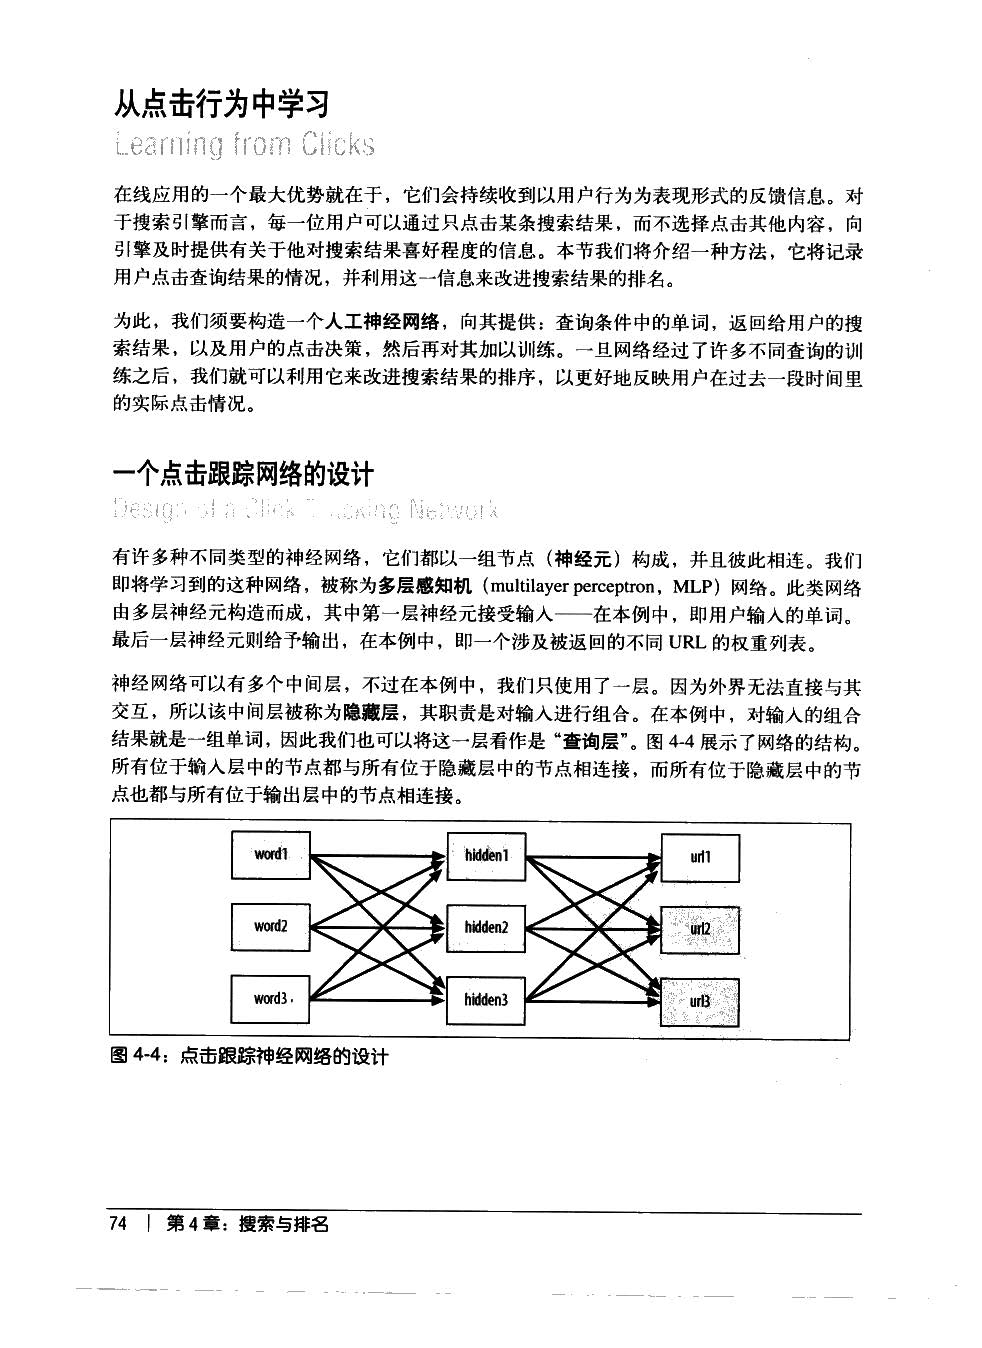 从点击行为中学习
Learning from Clicks
在线应用的一个最大优势就在于，它们会持续收到以用户行为为表现形式的反馈信息。对
于搜索引擎而言，每一位用户可以通过只点击某条搜索结果，而不选择点击其他内容，向
引擎及时提供有关于他对搜索结果喜好程度的信息。本节我们将介绍一种方法，它将记录
用户点击查询结果的情况，并利用这一信息来改进搜索结果的排名。
为此，我们须要构造一个人工神经网络，向其提供：查询条件中的单词，返回给用户的搜
索结果，以及用户的点击决策，然后再对其加以训练。一旦网络经过了许多不同查询的训
练之后，我们就可以利用它来改进搜索结果的排序，以更好地反映用户在过去一段时间里
的实际点击情况。
一个点击跟踪网络的设计
Design of a Click Tracking Network
有许多种不同类型的神经网络，它们都以一组节点（神经元）构成，并且彼此相连。我们
即将学习到的这种网络，被称为多层感知机（multilayer perceptron，MLP）网络。此类网络
由多层神经元构造而成，其中第一层神经元接受输入——在本例中，即用户输入的单词。
最后一层神经元则给予输出，在本例中，即一个涉及被返回的不同 URL 的权重列表。
神经网络可以有多个中间层，不过在本例中，我们只使用了一层。因为外界无法直接与其
交互，所以该中间层被称为隐藏层，其职责是对输入进行组合。在本例中，对输入的组合
结果就是一组单词，因此我们也可以将这一层看作是“查询层”。图 4-4 展示了网络的结构。
所有位于输入层中的节点都与所有位于隐藏层中的节点相连接，而所有位于隐藏层中的节
点也都与所有位于输出层中的节点相连接。
word1 hidden1 url1
word2 hidden2 url2
word3 hidden3 url3
图 4-4：点击跟踪神经网络的设计
74 | 第 4 章：搜索与排名